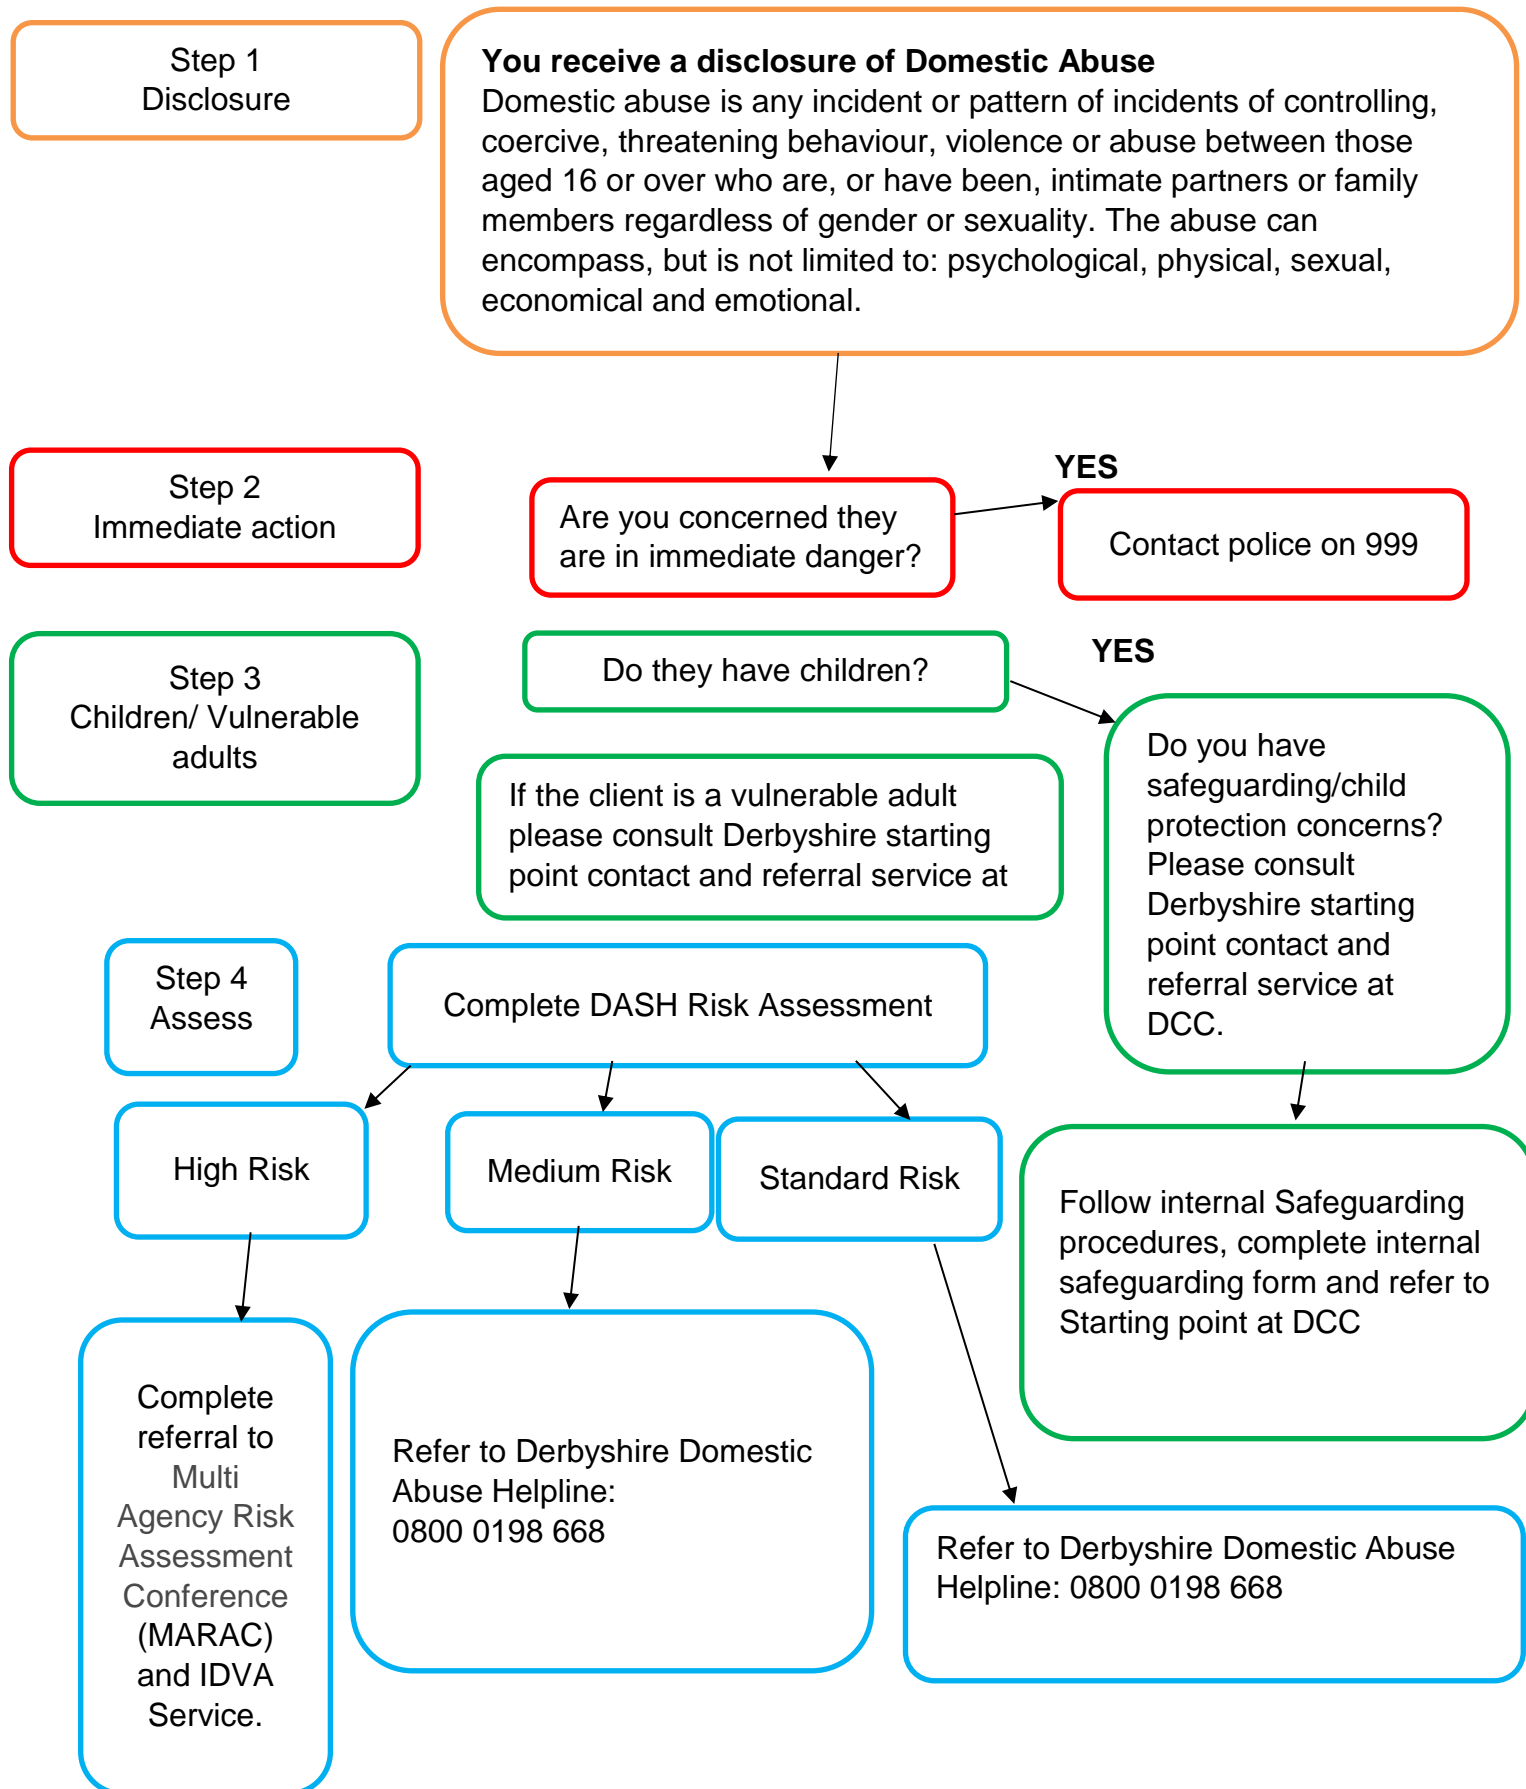 Step 1
Disclosure
You receive a disclosure of Domestic Abuse
Domestic abuse is any incident or pattern of incidents of controlling,
coercive, threatening behaviour, violence or abuse between those
aged 16 or over who are, or have been, intimate partners or family
members regardless of gender or sexuality. The abuse can
encompass, but is not limited to: psychological, physical, sexual,
economical and emotional.
Step 2
Immediate action
Are you concerned they
are in immediate danger?
YES
Contact police on 999
Step 3
Children/ Vulnerable
adults
Do they have children?
YES
If the client is a vulnerable adult
please consult Derbyshire starting
point contact and referral service at
Do you have
safeguarding/child
protection concerns?
Please consult
Derbyshire starting
point contact and
referral service at
DCC.
Follow internal Safeguarding
procedures, complete internal
safeguarding form and refer to
Starting point at DCC
Step 4
Assess
Complete DASH Risk Assessment
High Risk
Medium Risk
Standard Risk
Complete
referral to
Multi
Agency Risk
Assessment
Conference
(MARAC)
and IDVA
Service.
Refer to Derbyshire Domestic
Abuse Helpline:
0800 0198 668
Refer to Derbyshire Domestic Abuse
Helpline: 0800 0198 668